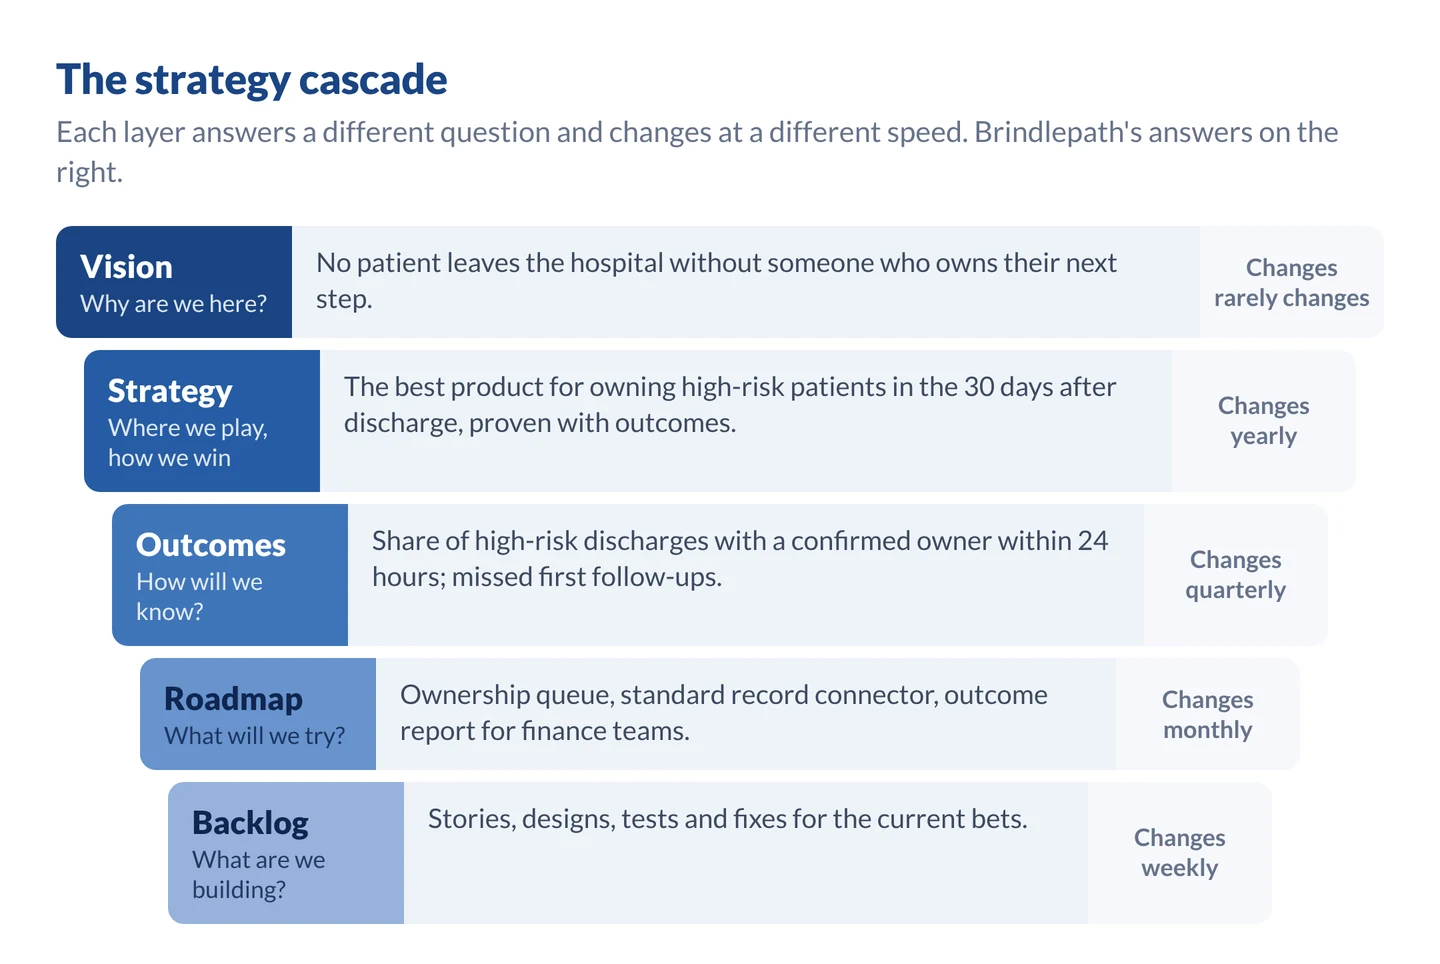 The strategy cascade
Each layer answers a different question and changes at a different speed. Brindlepath's answers on the
right.
Vision
Why are we here?
No patient leaves the hospital without someone who owns their next
step.
Changes
rarely changes
Strategy
Where we play,
how we win
The best product for owning high-risk patients in the 30 days after
discharge, proven with outcomes.
Changes
yearly
Outcomes
How will we
know?
Share of high-risk discharges with a confirmed owner within 24
hours; missed first follow-ups.
Changes
quarterly
Roadmap
What will we try?
Ownership queue, standard record connector, outcome
report for finance teams.
Changes
monthly
Backlog
What are we
building?
Stories, designs, tests and fixes for the current bets.
Changes
weekly